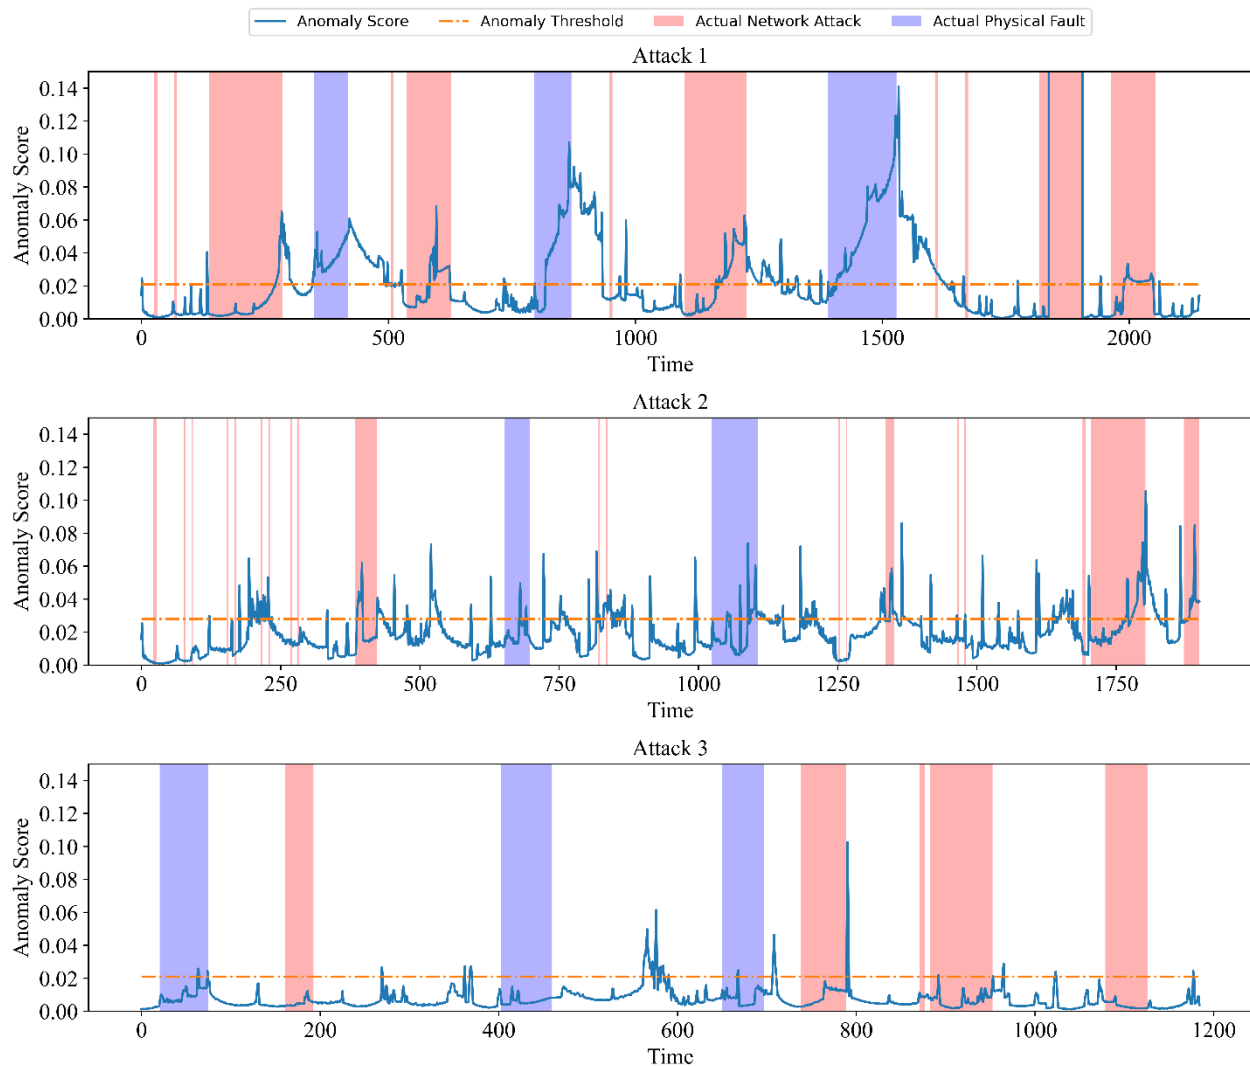 Anomaly Score Anomaly Threshold Actual Network Attack Actual Physical Fault
Attack 1
Anomaly Score
0.14
0.12
0.10
0.08
0.06
0.04
0.02
0.00
0 500 1000 1500 2000
Time
Attack 2
Anomaly Score
0.14
0.12
0.10
0.08
0.06
0.04
0.02
0.00
0 250 500 750 1000 1250 1500 1750
Time
Attack 3
Anomaly Score
0.14
0.12
0.10
0.08
0.06
0.04
0.02
0.00
0 200 400 600 800 1000 1200
Time